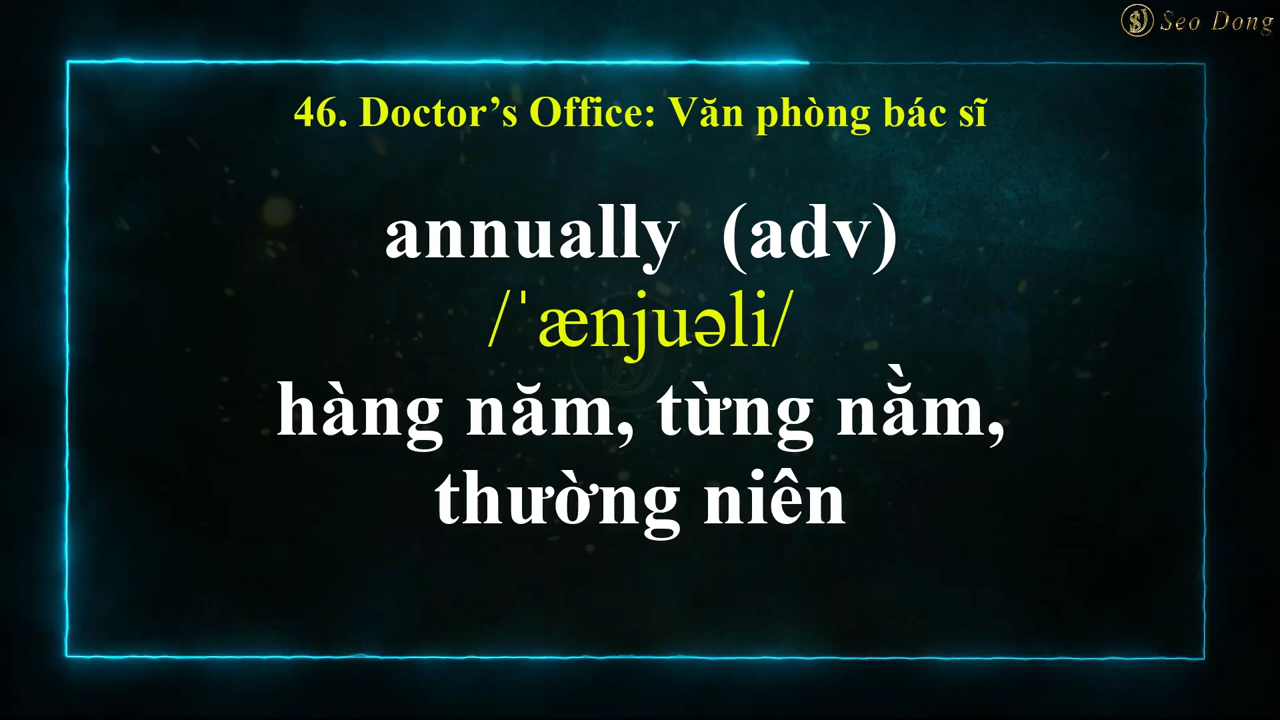 Seo Dong
46. Doctor’s Office: Văn phòng bác sĩ
annually (adv)
/ˈænjuəli/
hàng năm, từng nằm,
thường niên